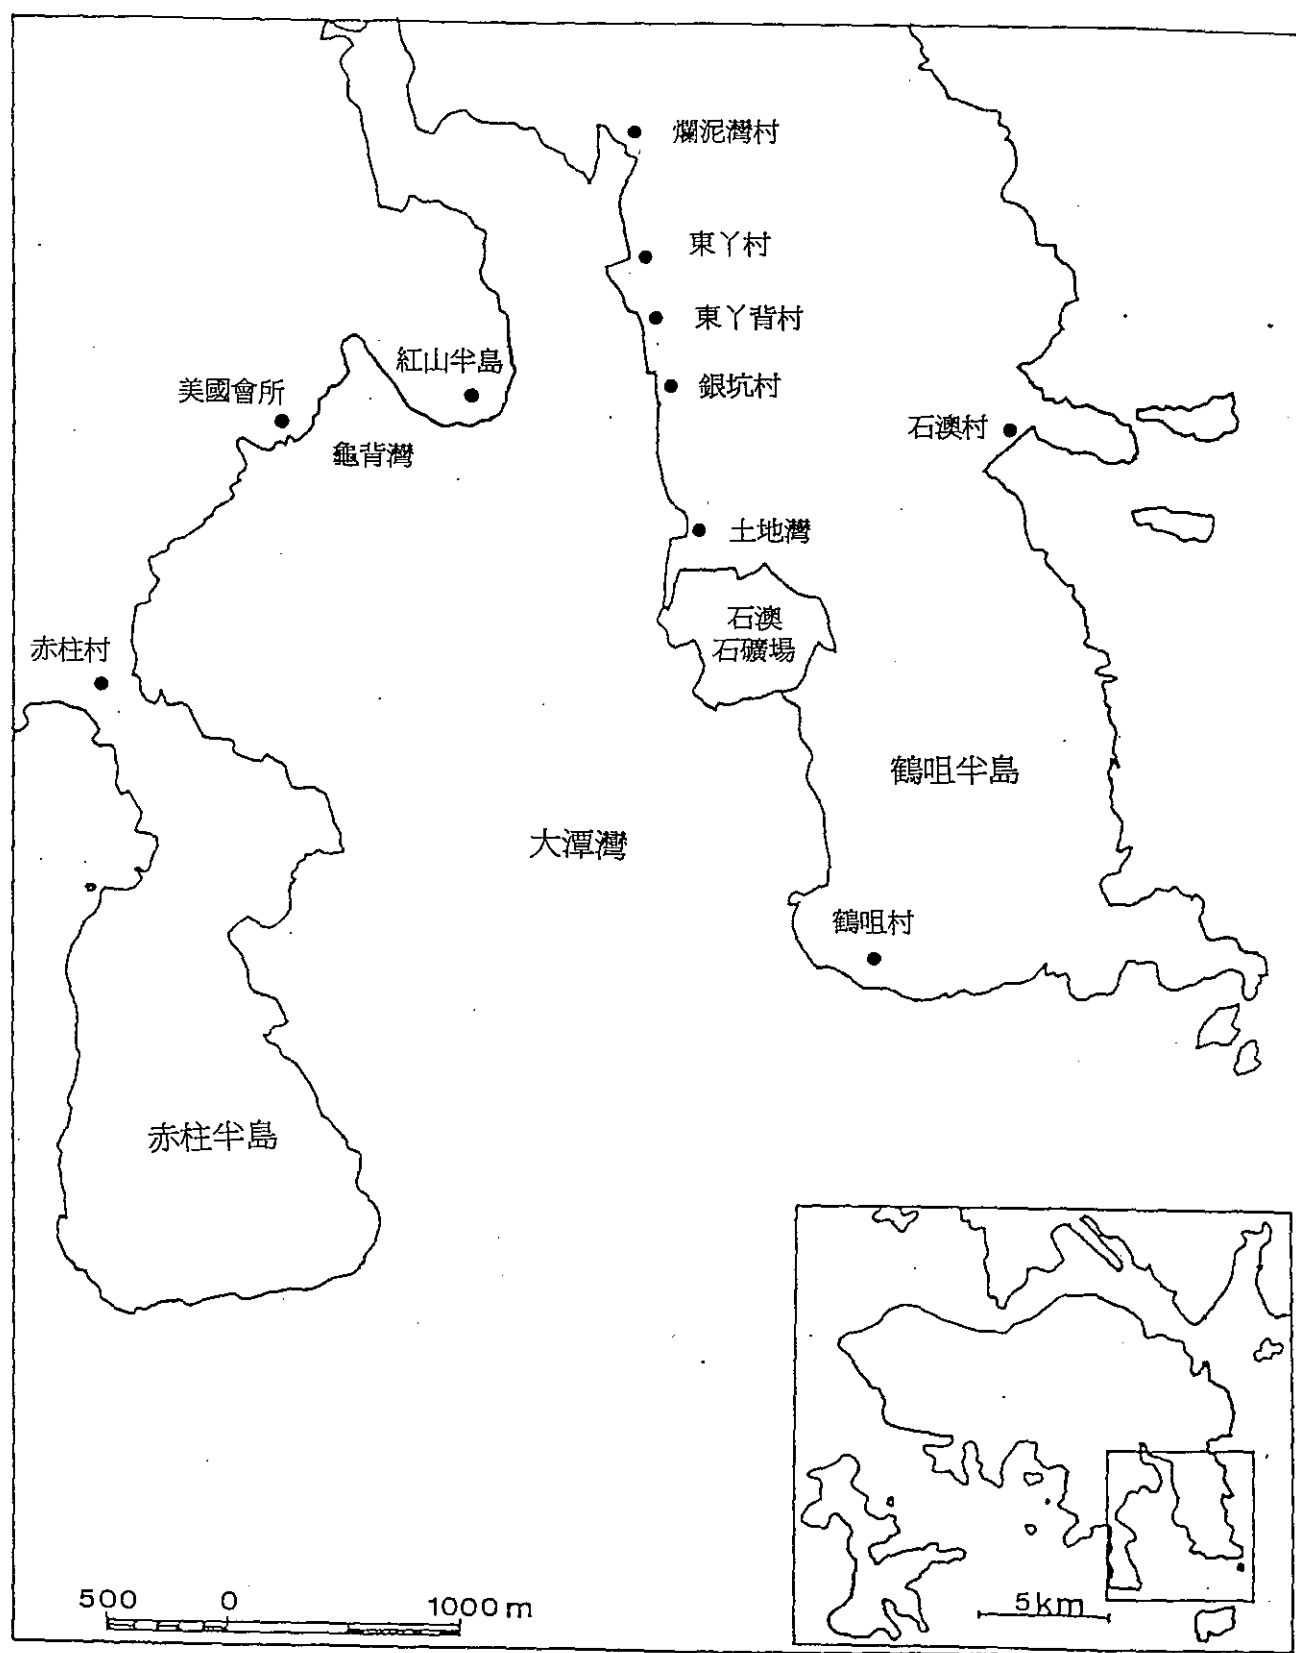 爛泥灣村
東丫村
東丫背村
紅山半島
美國會所
銀坑村
石澳村
龜背灣
土地灣
石澳
石礦場
赤柱村
鶴咀半島
大潭灣
鶴咀村
赤柱半島
500 0 1000m
5km